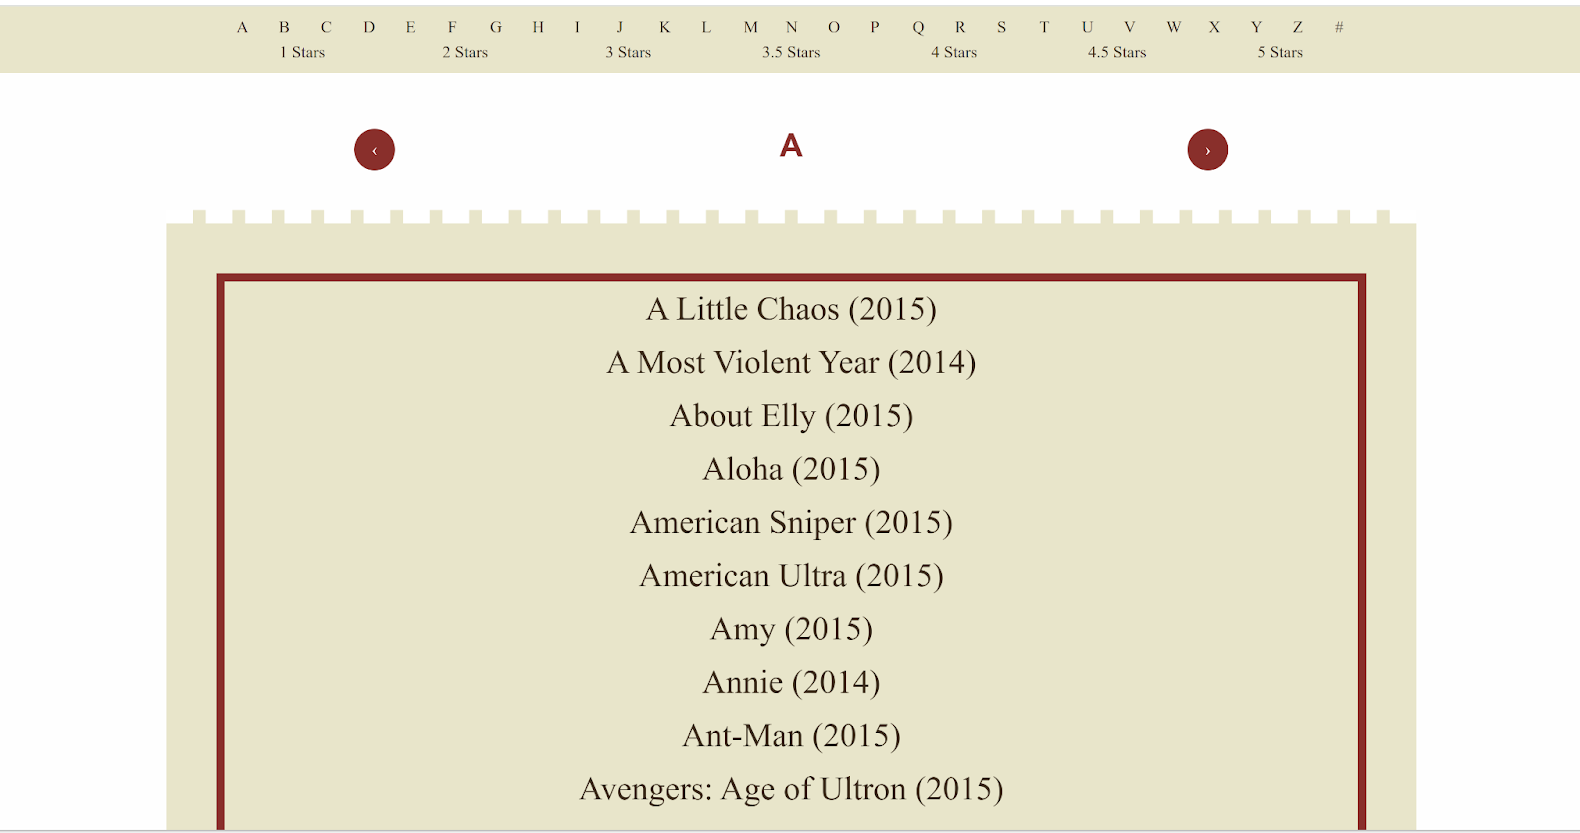 A B C D E F G H I J K L M N O P Q R S T U V W X Y Z #
1 Stars 2 Stars 3 Stars 3.5 Stars 4 Stars 4.5 Stars 5 Stars
‹ A ›
A Little Chaos (2015)
A Most Violent Year (2014)
About Elly (2015)
Aloha (2015)
American Sniper (2015)
American Ultra (2015)
Amy (2015)
Annie (2014)
Ant-Man (2015)
Avengers: Age of Ultron (2015)